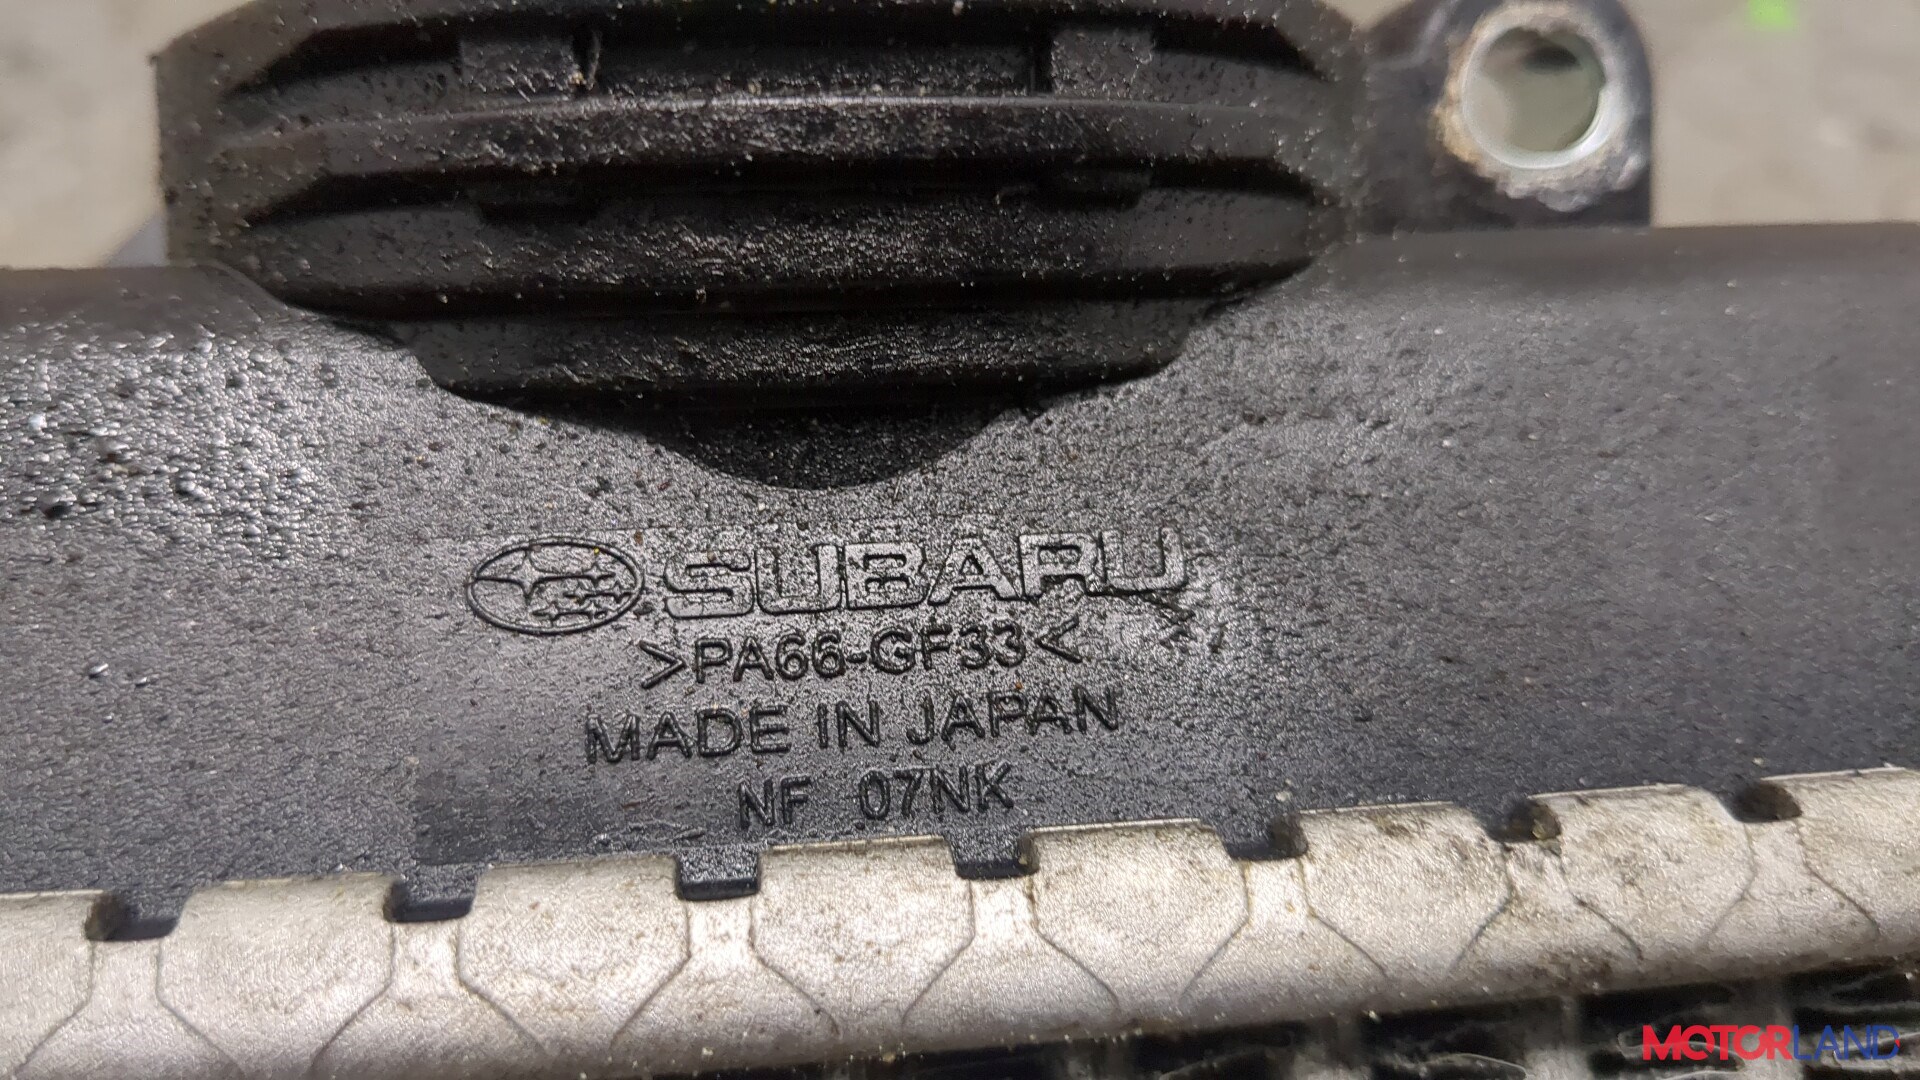 SUBARU
>PA66-GF33<
MADE IN JAPAN
NF 07NK
MOTORLAND